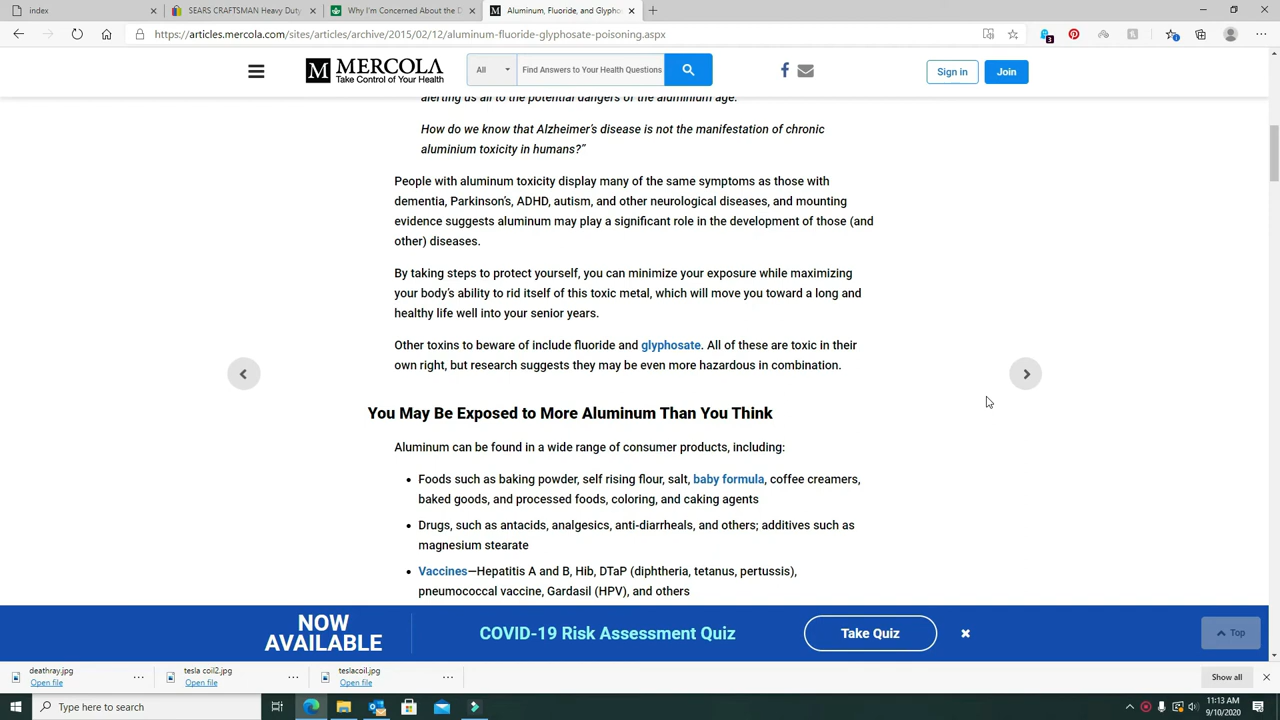 index
SEARS CRAFTSMAN Heavy Duty
Why I'm Concerned About the D
Aluminum, Fluoride, and Glypho
https://articles.mercola.com/sites/articles/archive/2015/02/12/aluminum-fluoride-glyphosate-poisoning.aspx
3
M MERCOLA
Take Control of Your Health
All
Find Answers to Your Health Questions
Sign in
Join
alerting us all to the potential dangers of the aluminium age.
How do we know that Alzheimer's disease is not the manifestation of chronic
aluminium toxicity in humans?"
People with aluminum toxicity display many of the same symptoms as those with
dementia, Parkinson's, ADHD, autism, and other neurological diseases, and mounting
evidence suggests aluminum may play a significant role in the development of those (and
other) diseases.
By taking steps to protect yourself, you can minimize your exposure while maximizing
your body's ability to rid itself of this toxic metal, which will move you toward a long and
healthy life well into your senior years.
Other toxins to beware of include fluoride and glyphosate. All of these are toxic in their
own right, but research suggests they may be even more hazardous in combination.
You May Be Exposed to More Aluminum Than You Think
Aluminum can be found in a wide range of consumer products, including:
• Foods such as baking powder, self rising flour, salt, baby formula, coffee creamers,
baked goods, and processed foods, coloring, and caking agents
• Drugs, such as antacids, analgesics, anti-diarrheals, and others; additives such as
magnesium stearate
• Vaccines—Hepatitis A and B, Hib, DTaP (diphtheria, tetanus, pertussis),
pneumococcal vaccine, Gardasil (HPV), and others
NOW
AVAILABLE
COVID-19 Risk Assessment Quiz
Take Quiz
Top
deathray.jpg
Open file
tesla coil2.jpg
Open file
teslacoil.jpg
Open file
Show all
Type here to search
11:13 AM
9/10/2020